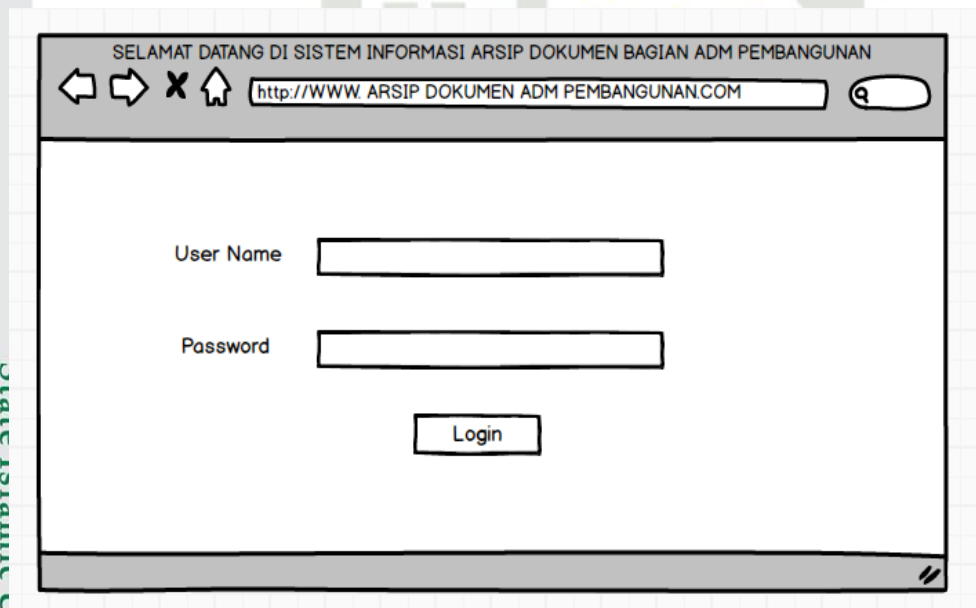 SELAMAT DATANG DI SISTEM INFORMASI ARSIP DOKUMEN BAGIAN ADM PEMBANGUNAN
http://WWW. ARSIP DOKUMEN ADM PEMBANGUNAN.COM
User Name
Password
Login